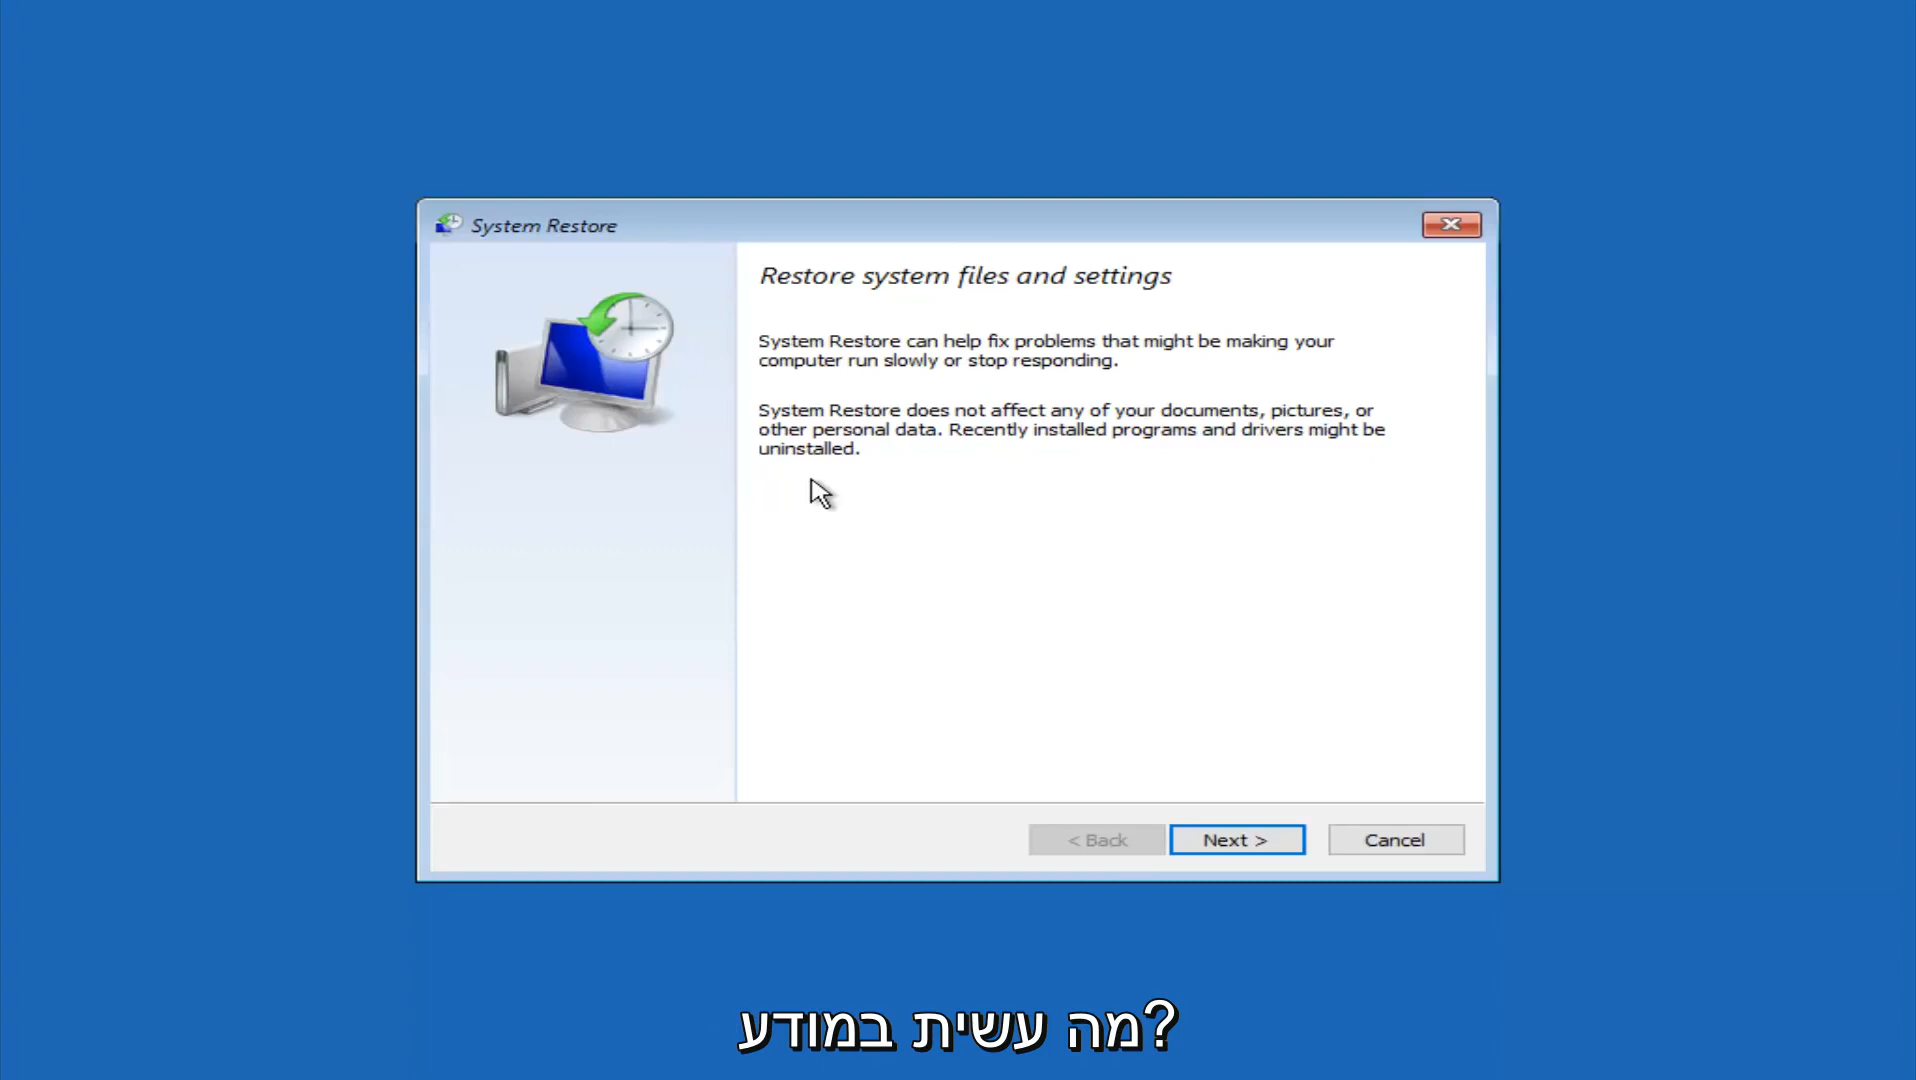 System Restore
Restore system files and settings
System Restore can help fix problems that might be making your
computer run slowly or stop responding.
System Restore does not affect any of your documents, pictures, or
other personal data. Recently installed programs and drivers might be
uninstalled.
< Back
Next >
Cancel
מה עשית במודע?